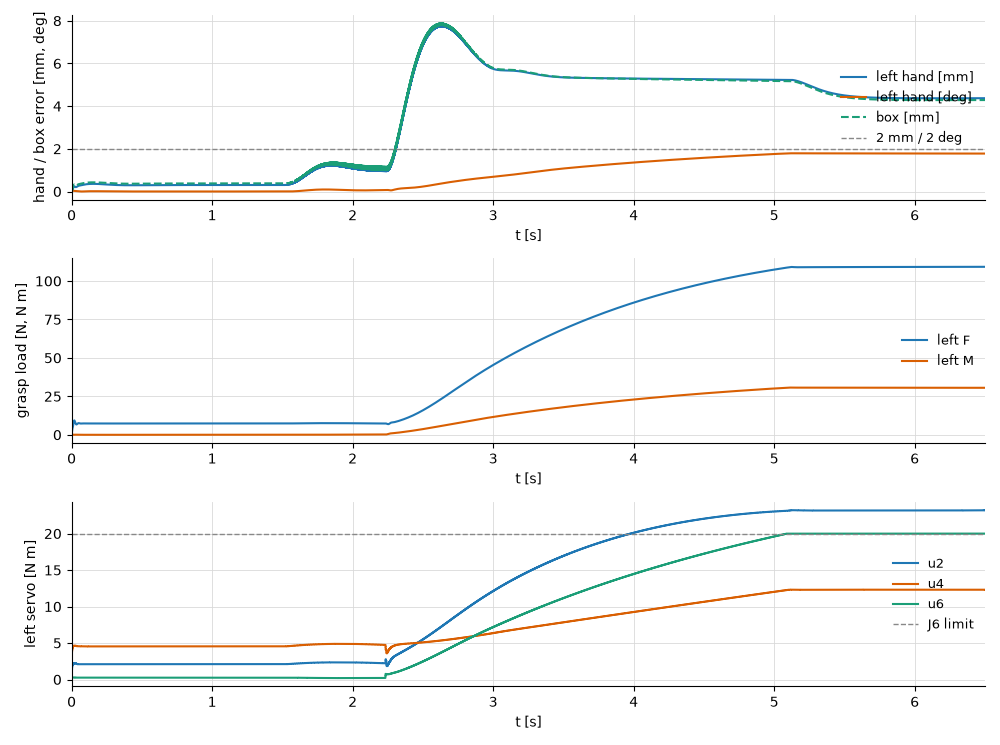 hand / box error [mm, deg]
8
6
4
2
0
left hand [mm]
left hand [deg]
box [mm]
2 mm / 2 deg
0 1 2 3 4 5 6
t [s]
grasp load [N, N m]
100
75
50
25
0
left F
left M
0 1 2 3 4 5 6
t [s]
left servo [N m]
20
15
10
5
0
u2
u4
u6
J6 limit
0 1 2 3 4 5 6
t [s]